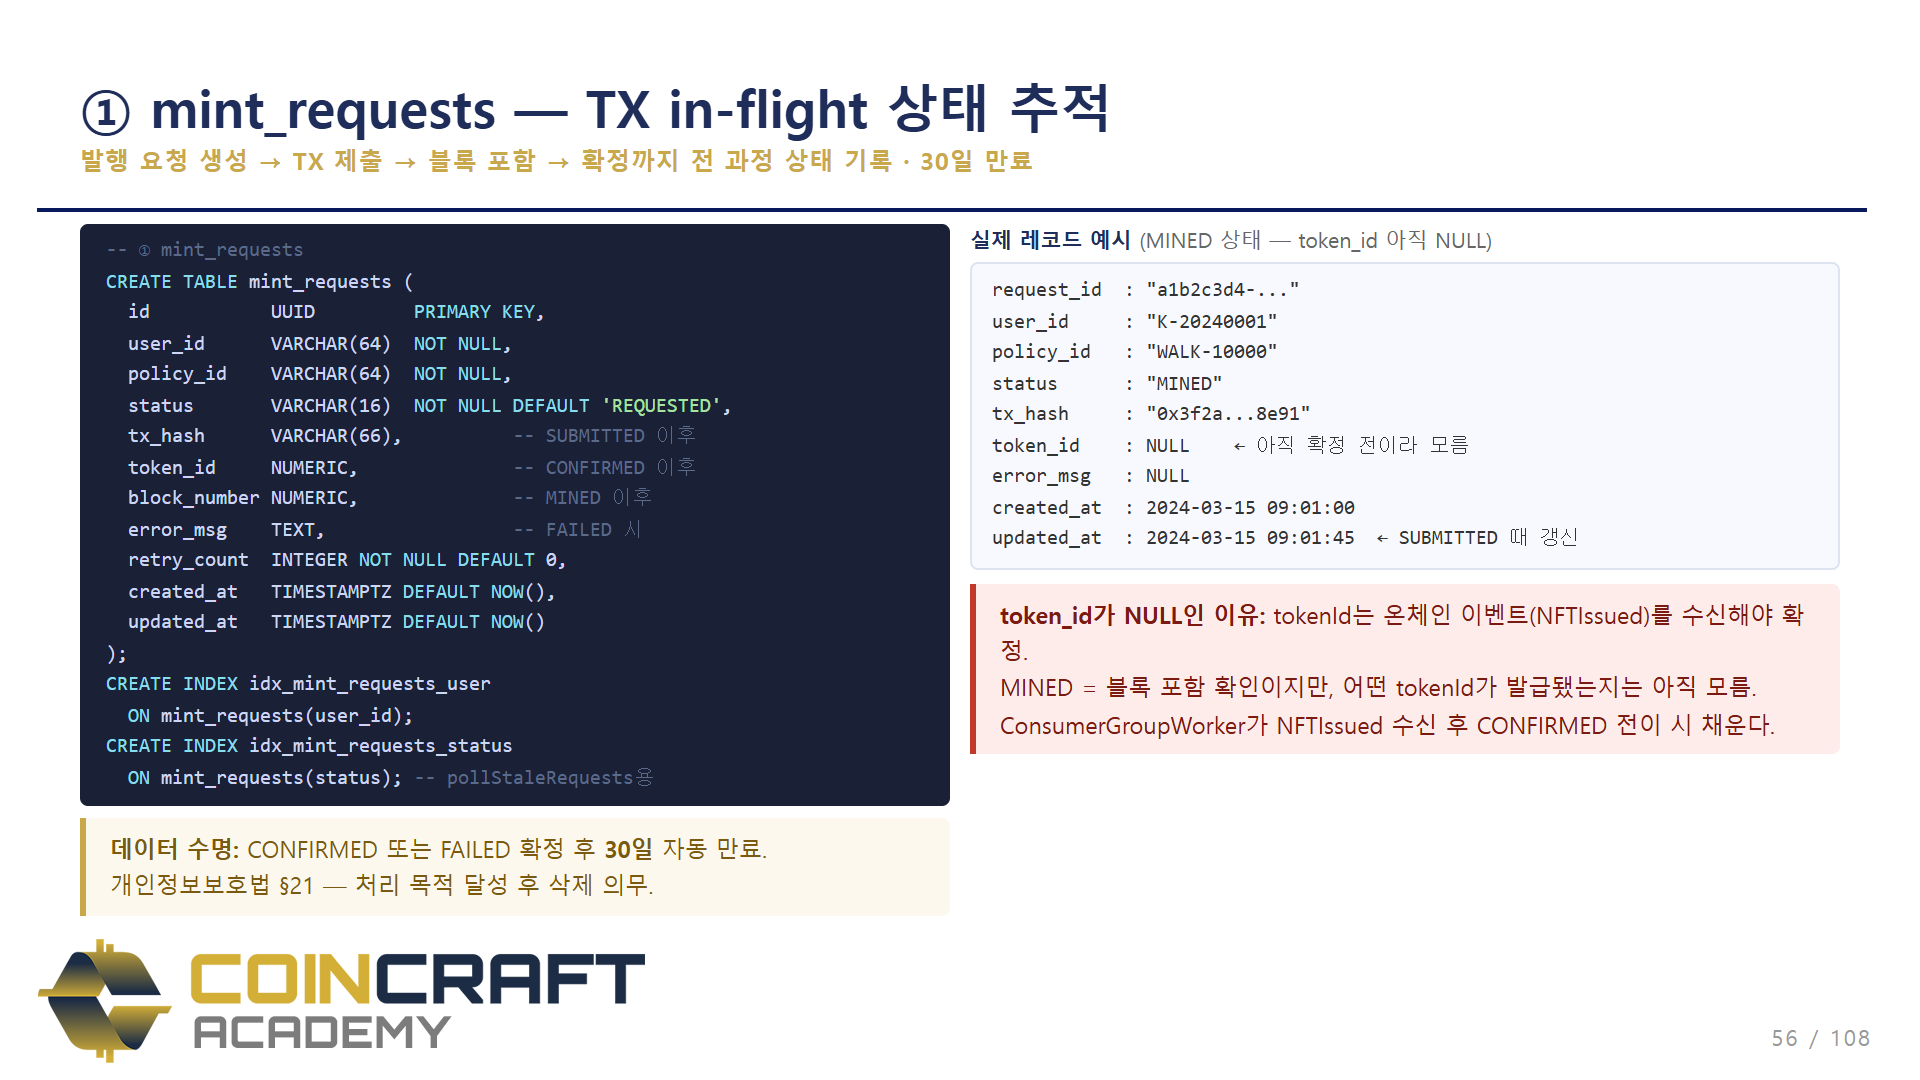 ① mint_requests — TX in-flight 상태 추적
발행 요청 생성 → TX 제출 → 블록 포함 → 확정까지 전 과정 상태 기록 · 30일 만료
-- ① mint_requests
CREATE TABLE mint_requests (
  id           UUID         PRIMARY KEY,
  user_id      VARCHAR(64)  NOT NULL,
  policy_id    VARCHAR(64)  NOT NULL,
  status       VARCHAR(16)  NOT NULL DEFAULT 'REQUESTED',
  tx_hash      VARCHAR(66),          -- SUBMITTED 이후
  token_id     NUMERIC,              -- CONFIRMED 이후
  block_number NUMERIC,              -- MINED 이후
  error_msg    TEXT,                 -- FAILED 시
  retry_count  INTEGER NOT NULL DEFAULT 0,
  created_at   TIMESTAMPTZ DEFAULT NOW(),
  updated_at   TIMESTAMPTZ DEFAULT NOW()
);
CREATE INDEX idx_mint_requests_user
  ON mint_requests(user_id);
CREATE INDEX idx_mint_requests_status
  ON mint_requests(status); -- pollStaleRequests용
데이터 수명: CONFIRMED 또는 FAILED 확정 후 30일 자동 만료.
개인정보보호법 §21 — 처리 목적 달성 후 삭제 의무.
실제 레코드 예시 (MINED 상태 — token_id 아직 NULL)
request_id  : "a1b2c3d4-..."
user_id     : "K-20240001"
policy_id   : "WALK-10000"
status      : "MINED"
tx_hash     : "0x3f2a...8e91"
token_id    : NULL    ← 아직 확정 전이라 모름
error_msg   : NULL
created_at  : 2024-03-15 09:01:00
updated_at  : 2024-03-15 09:01:45  ← SUBMITTED 때 갱신
token_id가 NULL인 이유: tokenId는 온체인 이벤트(NFTIssued)를 수신해야 확
정.
MINED = 블록 포함 확인이지만, 어떤 tokenId가 발급됐는지는 아직 모름.
ConsumerGroupWorker가 NFTIssued 수신 후 CONFIRMED 전이 시 채운다.
COINCRAFT
ACADEMY
56 / 108